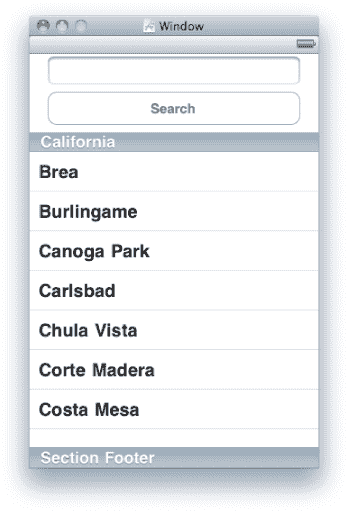 Window
Search
California
Brea
Burlingame
Canoga Park
Carlsbad
Chula Vista
Corte Madera
Costa Mesa
Section Footer